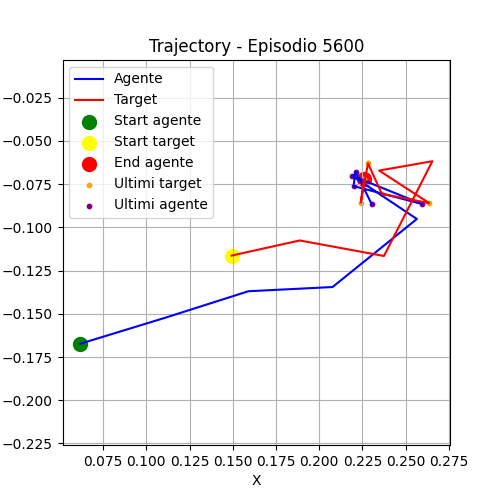 Trajectory - Episodio 5600
Agente
Target
Start agente
Start target
End agente
Ultimi target
Ultimi agente
−0.025
−0.050
−0.075
−0.100
−0.125
−0.150
−0.175
−0.200
−0.225
0.075 0.100 0.125 0.150 0.175 0.200 0.225 0.250 0.275
X